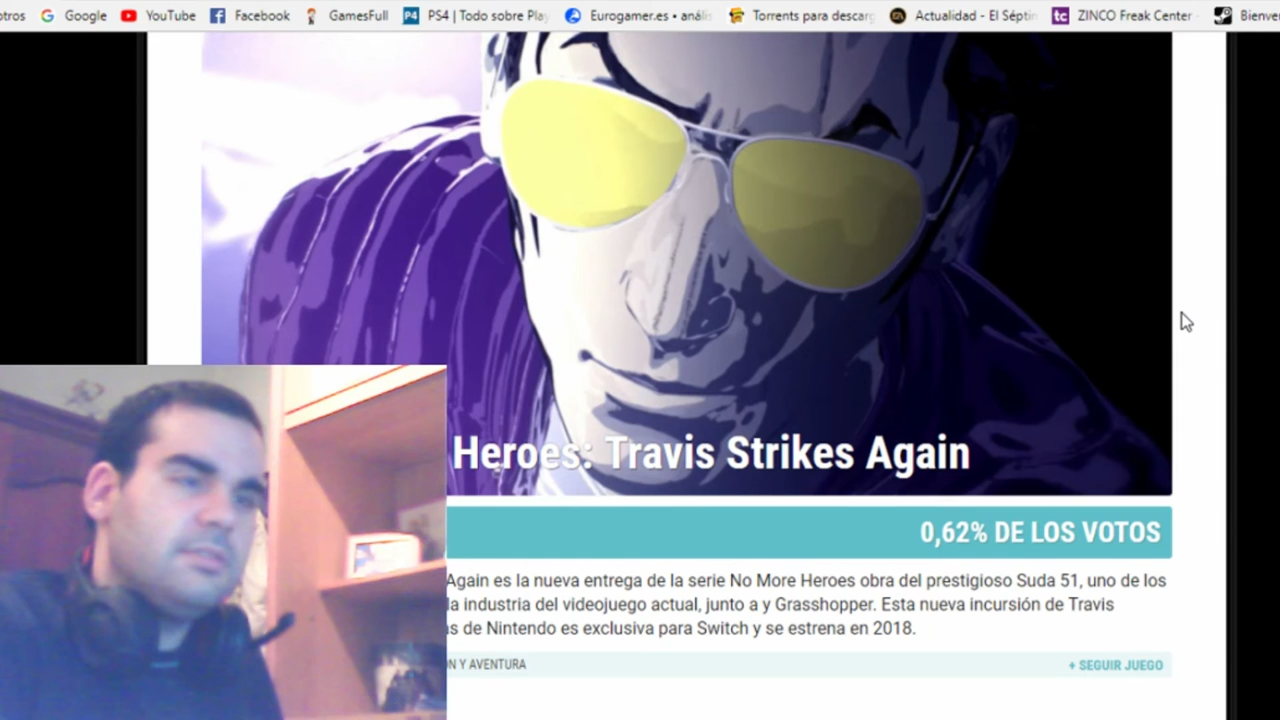 otros Google YouTube Facebook GamesFull PS4 | Todo sobre Play Eurogamer.es • anális Torrents para descarg Actualidad - El Séptin ZINCO Freak Center Bienven
Heroes: Travis Strikes Again
0,62% DE LOS VOTOS
Again es la nueva entrega de la serie No More Heroes obra del prestigioso Suda 51, uno de los
la industria del videojuego actual, junto a y Grasshopper. Esta nueva incursión de Travis
de Nintendo es exclusiva para Switch y se estrena en 2018.
N Y AVENTURA + SEGUIR JUEGO